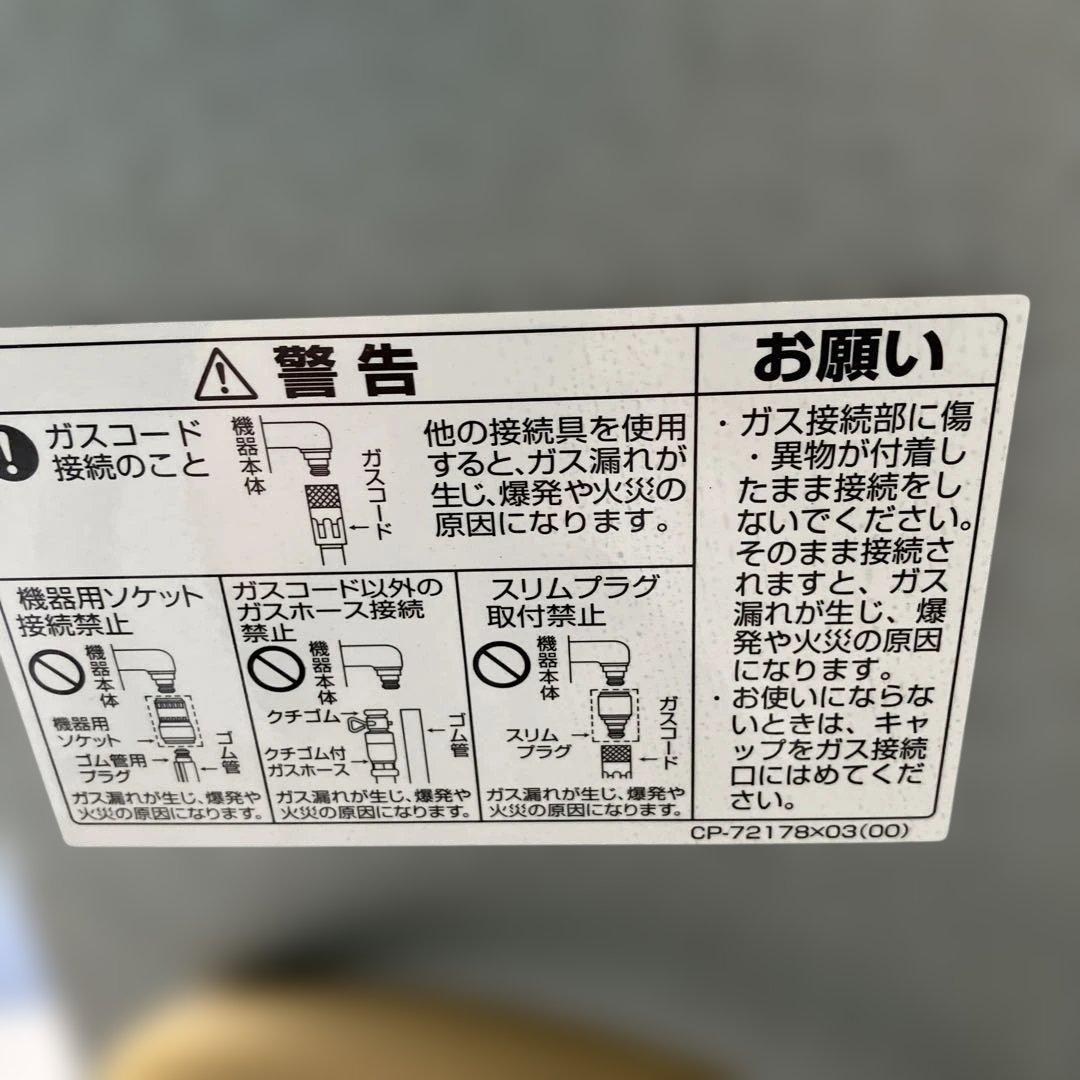 警告
ガスコード
接続のこと
機器本体
ガスコード
他の接続具を使用
すると、ガス漏れが
生じ、爆発や火災の
原因になります。
機器用ソケット
接続禁止
機器本体
機器用
ソケット
ゴム管用
プラグ
ゴム管
ガス漏れが生じ、爆発や
火災の原因になります。
ガスコード以外の
ガスホース接続
禁止
機器本体
クチゴム
クチゴム付
ガスホース
ゴム管
ガス漏れが生じ、爆発や
火災の原因になります。
スリムプラグ
取付禁止
機器本体
スリム
プラグ
ガスコード
ガス漏れが生じ、爆発や
火災の原因になります。
お願い
・ガス接続部に傷
・異物が付着し
たまま接続をし
ないでください。
そのまま接続さ
れますと、ガス
漏れが生じ、爆
発や火災の原因
になります。
・お使いにならな
いときは、キャ
ップをガス接続
口にはめてくだ
さい。
CP-72178×03(00)